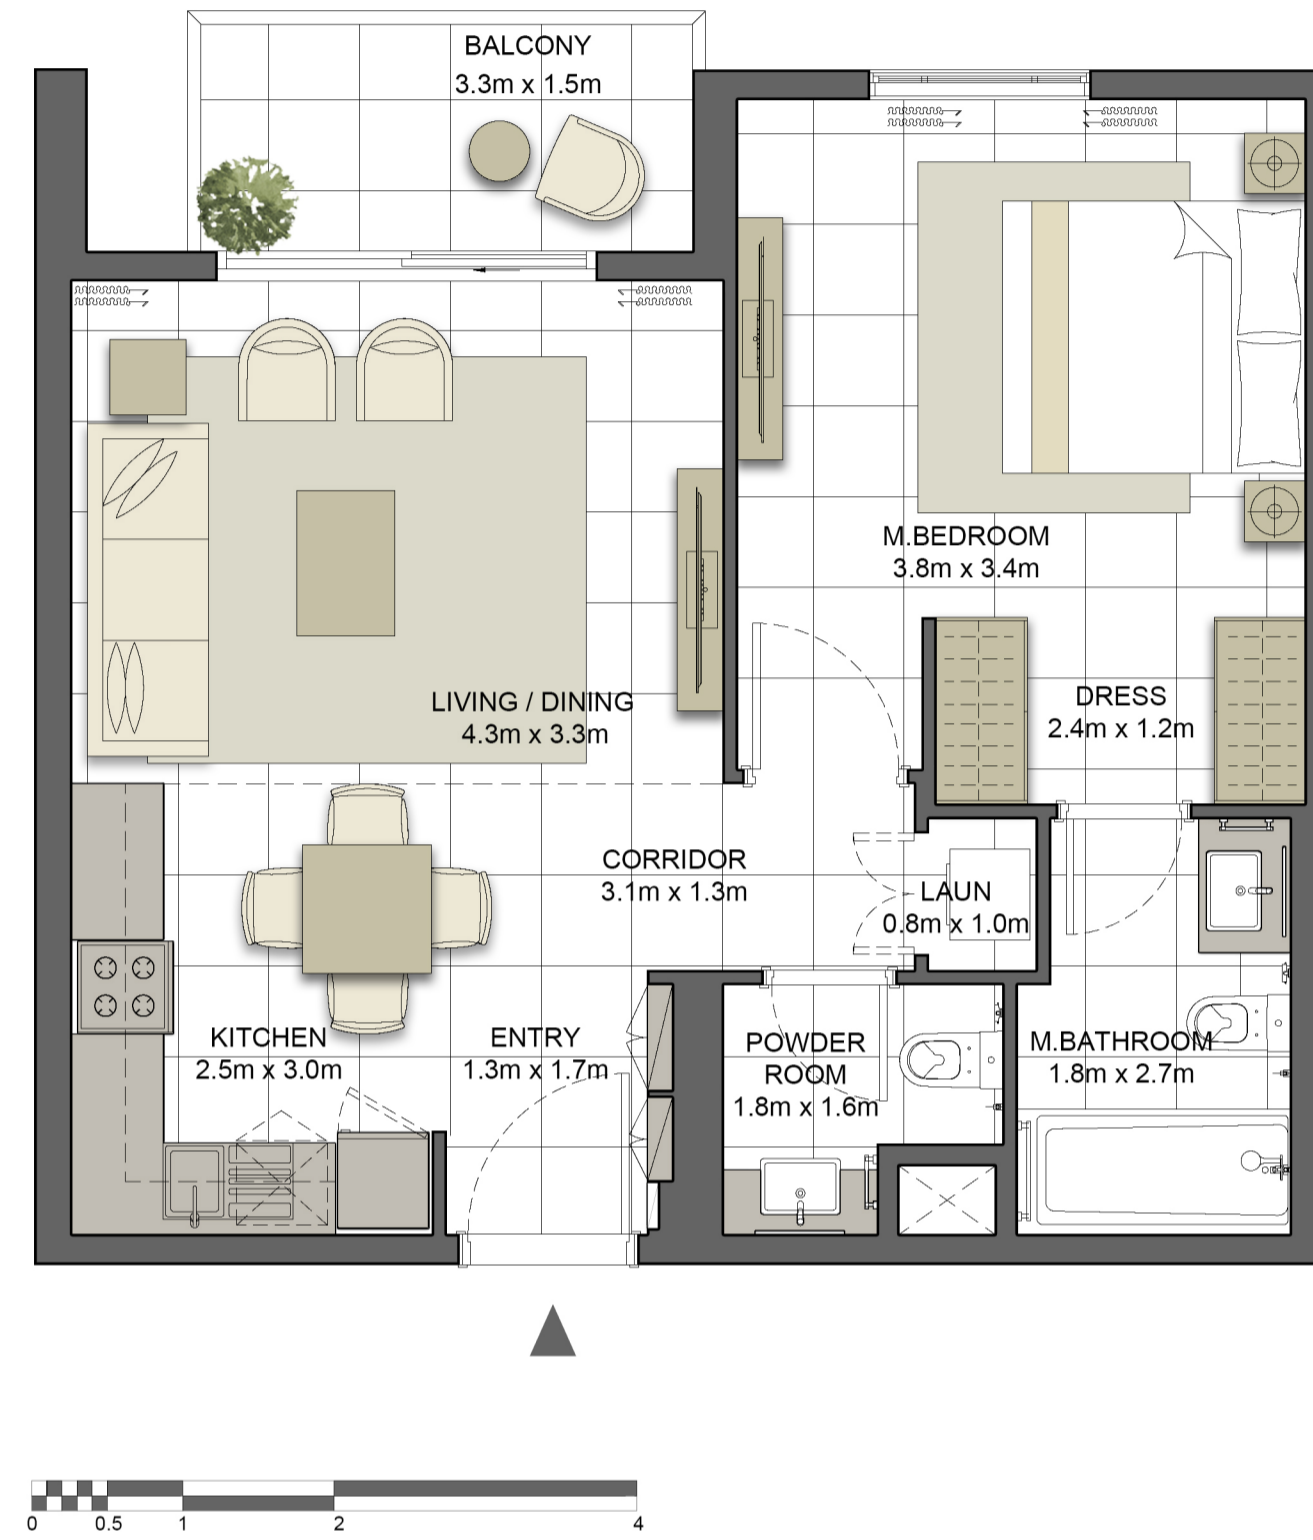 BALCONY
3.3m x 1.5m
M.BEDROOM
3.8m x 3.4m
LIVING / DINING
4.3m x 3.3m
DRESS
2.4m x 1.2m
CORRIDOR
3.1m x 1.3m
LAUN
0.8m x 1.0m
KITCHEN
2.5m x 3.0m
ENTRY
1.3m x 1.7m
POWDER
ROOM
1.8m x 1.6m
M.BATHROOM
1.8m x 2.7m
0 0.5 1 2 4